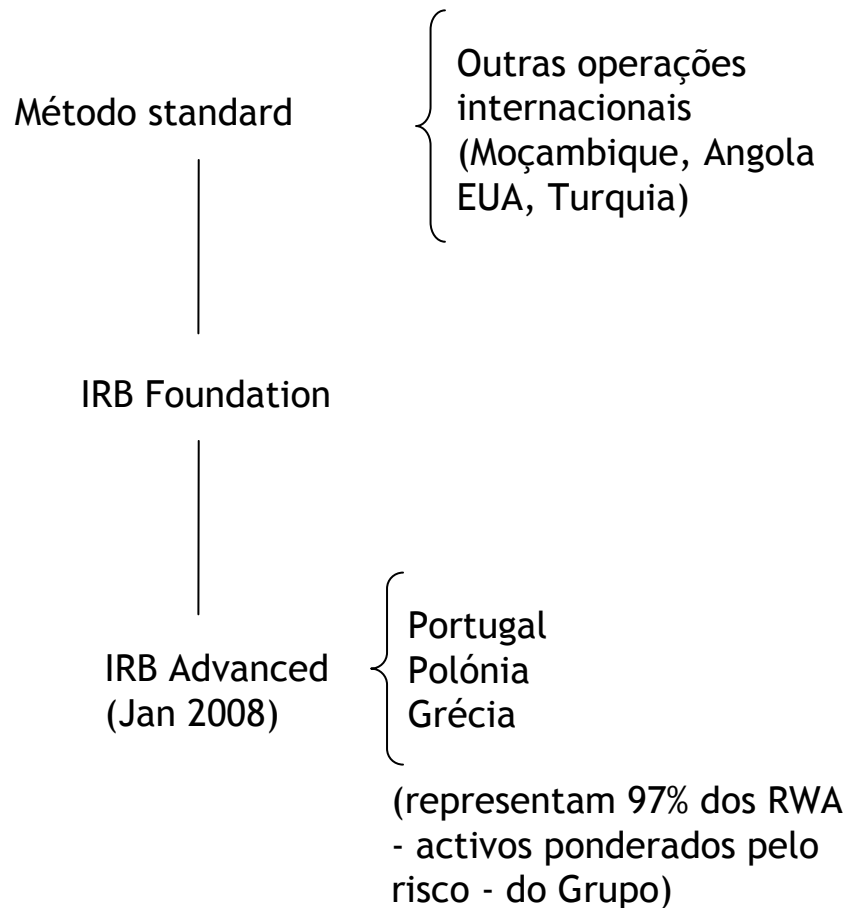 Método standard
Outras operações
internacionais
(Moçambique, Angola
EUA, Turquia)
IRB Foundation
IRB Advanced
(Jan 2008)
Portugal
Polónia
Grécia
(representam 97% dos RWA
- activos ponderados pelo
risco - do Grupo)